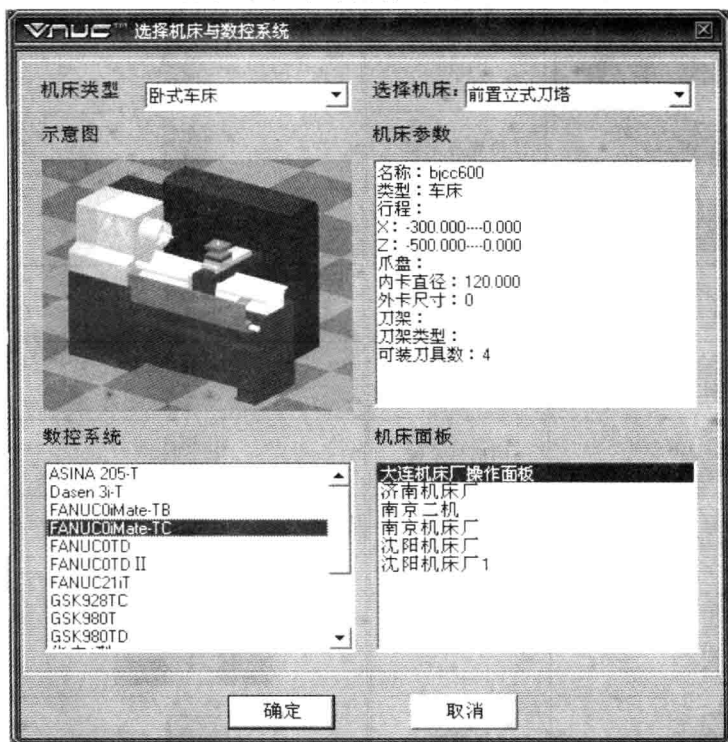 VNUC™ 选择机床与数控系统
机床类型 卧式车床 选择机床： 前置立式刀塔
示意图 机床参数
名称：bjcc600
类型：车床
行程：
X：-300.000---0.000
Z：-500.000---0.000
爪盘：
内卡直径：120.000
外卡尺寸：0
刀架：
刀架类型：
可装刀具数：4
数控系统
ASINA 205-T
Dasen 3i-T
FANUC0iMate-TB
FANUC0iMate-TC
FANUC0TD
FANUC0TD II
FANUC21iT
GSK928TC
GSK980T
GSK980TD
机床面板
大连机床厂操作面板
济南机床厂
南京二机
南京机床厂
沈阳机床厂
沈阳机床厂1
确定 取消